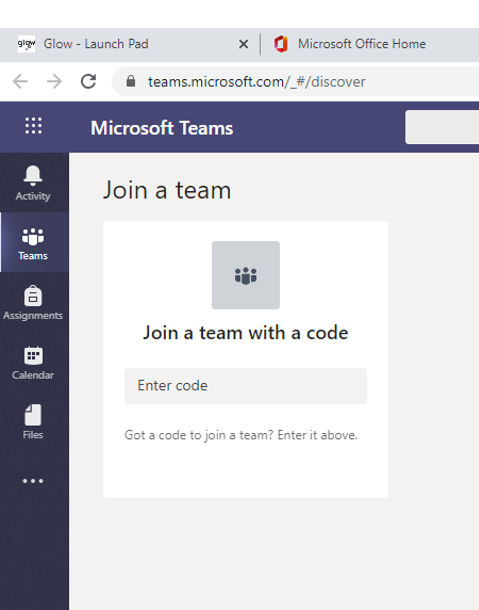 glow Glow - Launch Pad
Microsoft Office Home
teams.microsoft.com/_#/discover
Microsoft Teams
Activity
Teams
Assignments
Calendar
Files
Join a team
Join a team with a code
Enter code
Got a code to join a team? Enter it above.